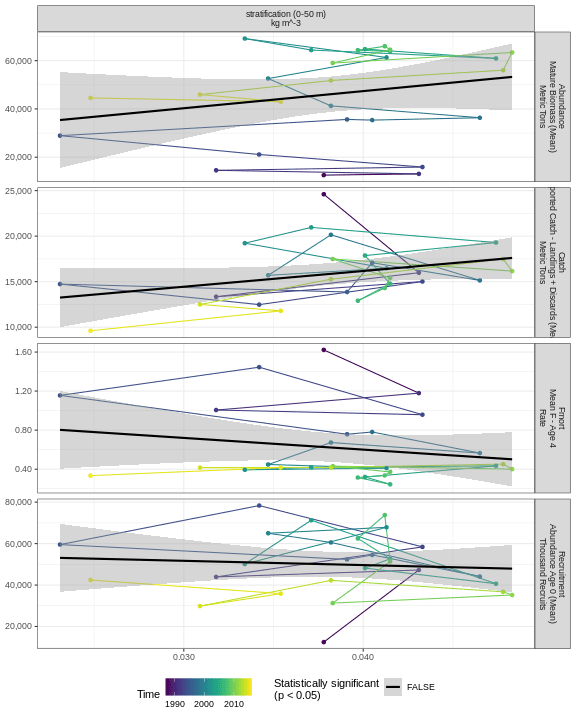 stratification (0-50 m)
kg m^-3
60,000
40,000
20,000
Abundance
Mature Biomass (Mean)
Metric Tons
25,000
20,000
15,000
10,000
Catch
ported Catch - Landings + Discards (Me
Metric Tons
1.60
1.20
0.80
0.40
Fmort
Mean F - Age 4
Rate
80,000
60,000
40,000
20,000
Recruitment
Abundance Age 0 (Mean)
Thousand Recruits
0.030
0.040
Time
1990
2000
2010
Statistically significant
(p < 0.05)
FALSE